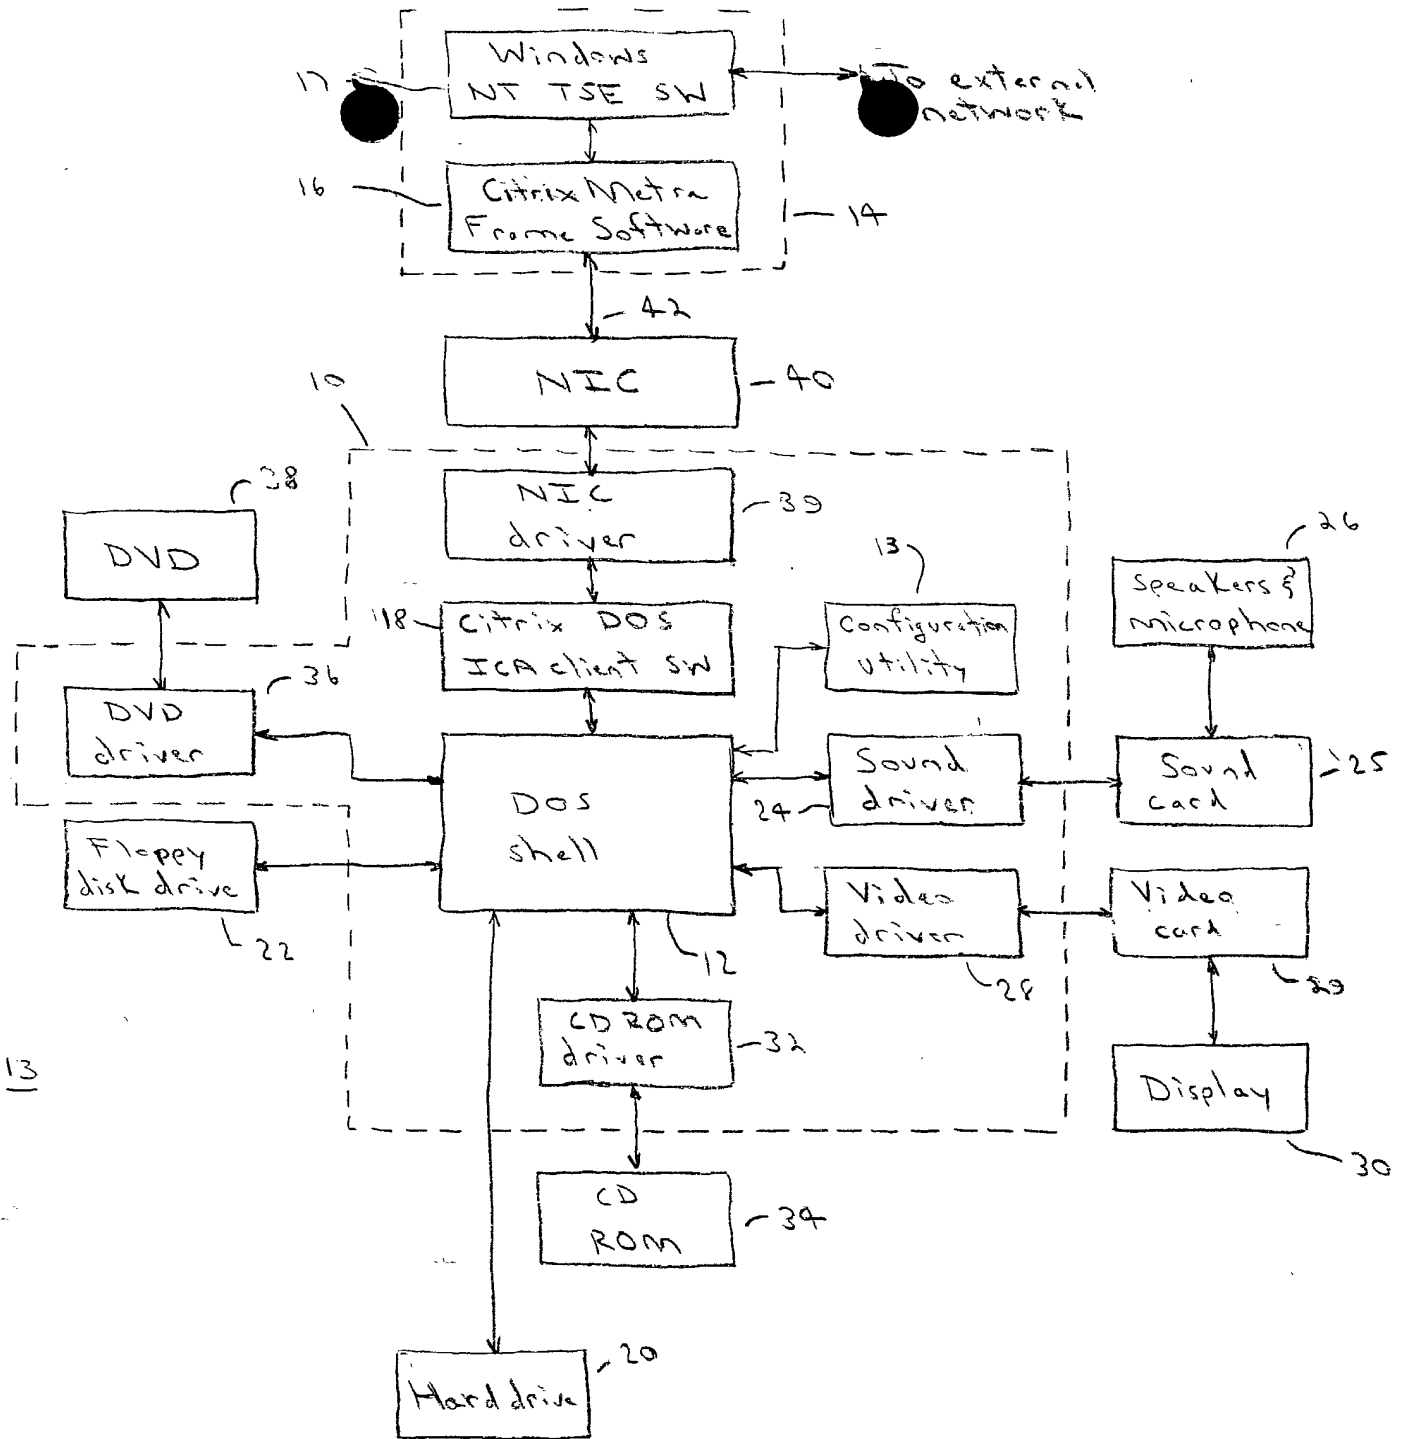 Windows
NT TSE SW
17
To external
network
16
Citrix Metra
Frame Software
14
42
NIC
40
10
NIC
driver
39
38
DVD
13
26
Speakers &
microphone
18
Citrix DOS
ICA client SW
Configuration
utility
36
DVD
driver
DOS
shell
Sound
driver
24
Sound
card
25
Floppy
disk drive
22
12
Video
driver
28
Video
card
29
CD ROM
driver
32
13
Display
30
CD
ROM
34
20
Hard drive